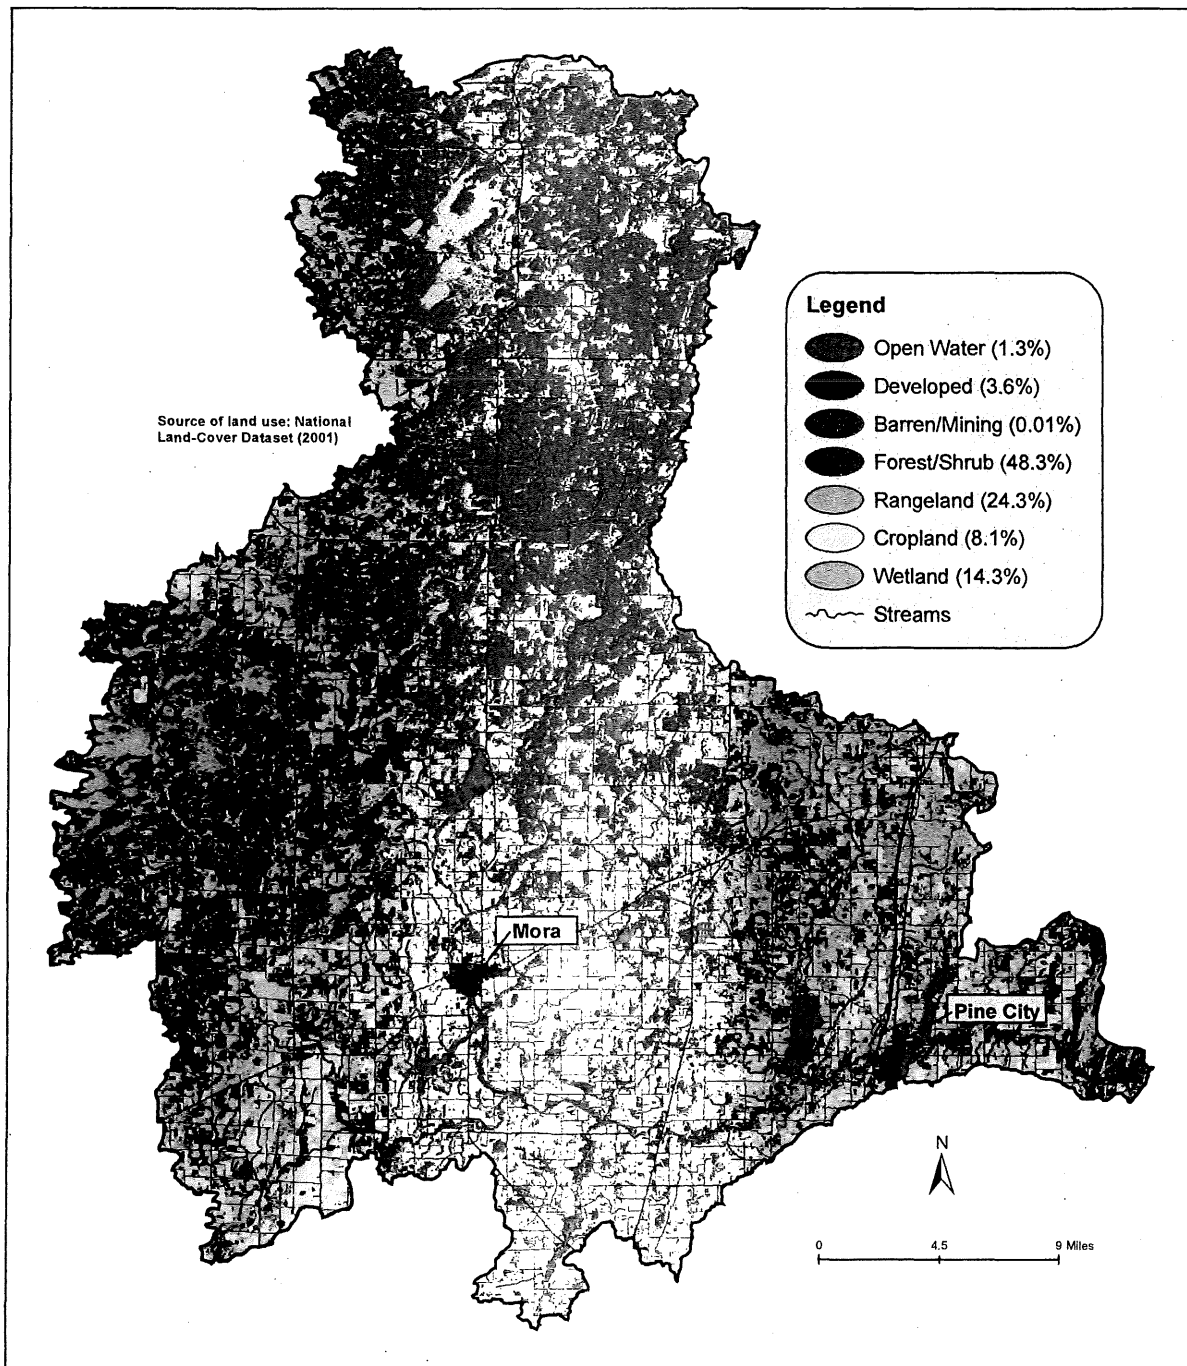 Legend
Open Water (1.3%)
Developed (3.6%)
Barren/Mining (0.01%)
Forest/Shrub (48.3%)
Rangeland (24.3%)
Cropland (8.1%)
Wetland (14.3%)
Streams
Source of land use: National
Land-Cover Dataset (2001)
Mora
Pine City
N
0 4.5 9 Miles